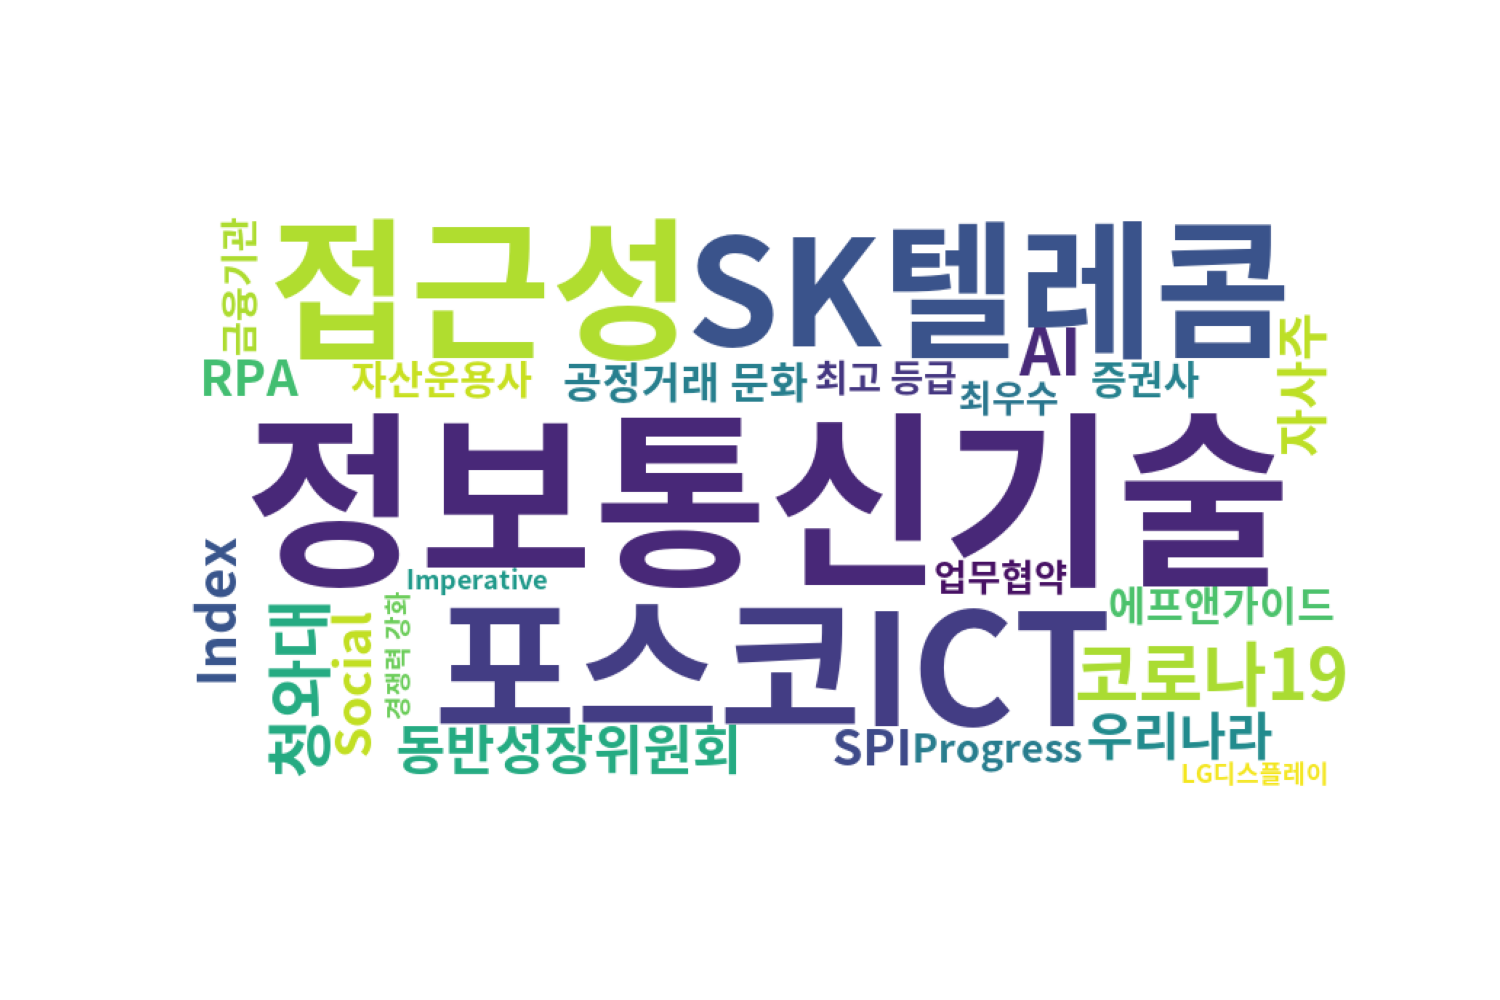 금융기관
접근성
SK텔레콤
RPA
자산운용사
공정거래 문화
최고 등급
AI
최우수
증권사
자사주
정보통신기술
Index
Imperative
업무협약
에프앤가이드
청와대
Social
경쟁력 강화
포스코ICT
코로나19
동반성장위원회
SPI
Progress
우리나라
LG디스플레이